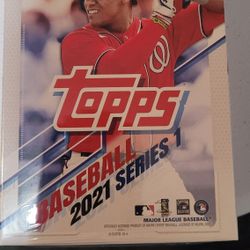 TOPPS
BASEBALL
2021 SERIES 1
MAJOR LEAGUE BASEBALL